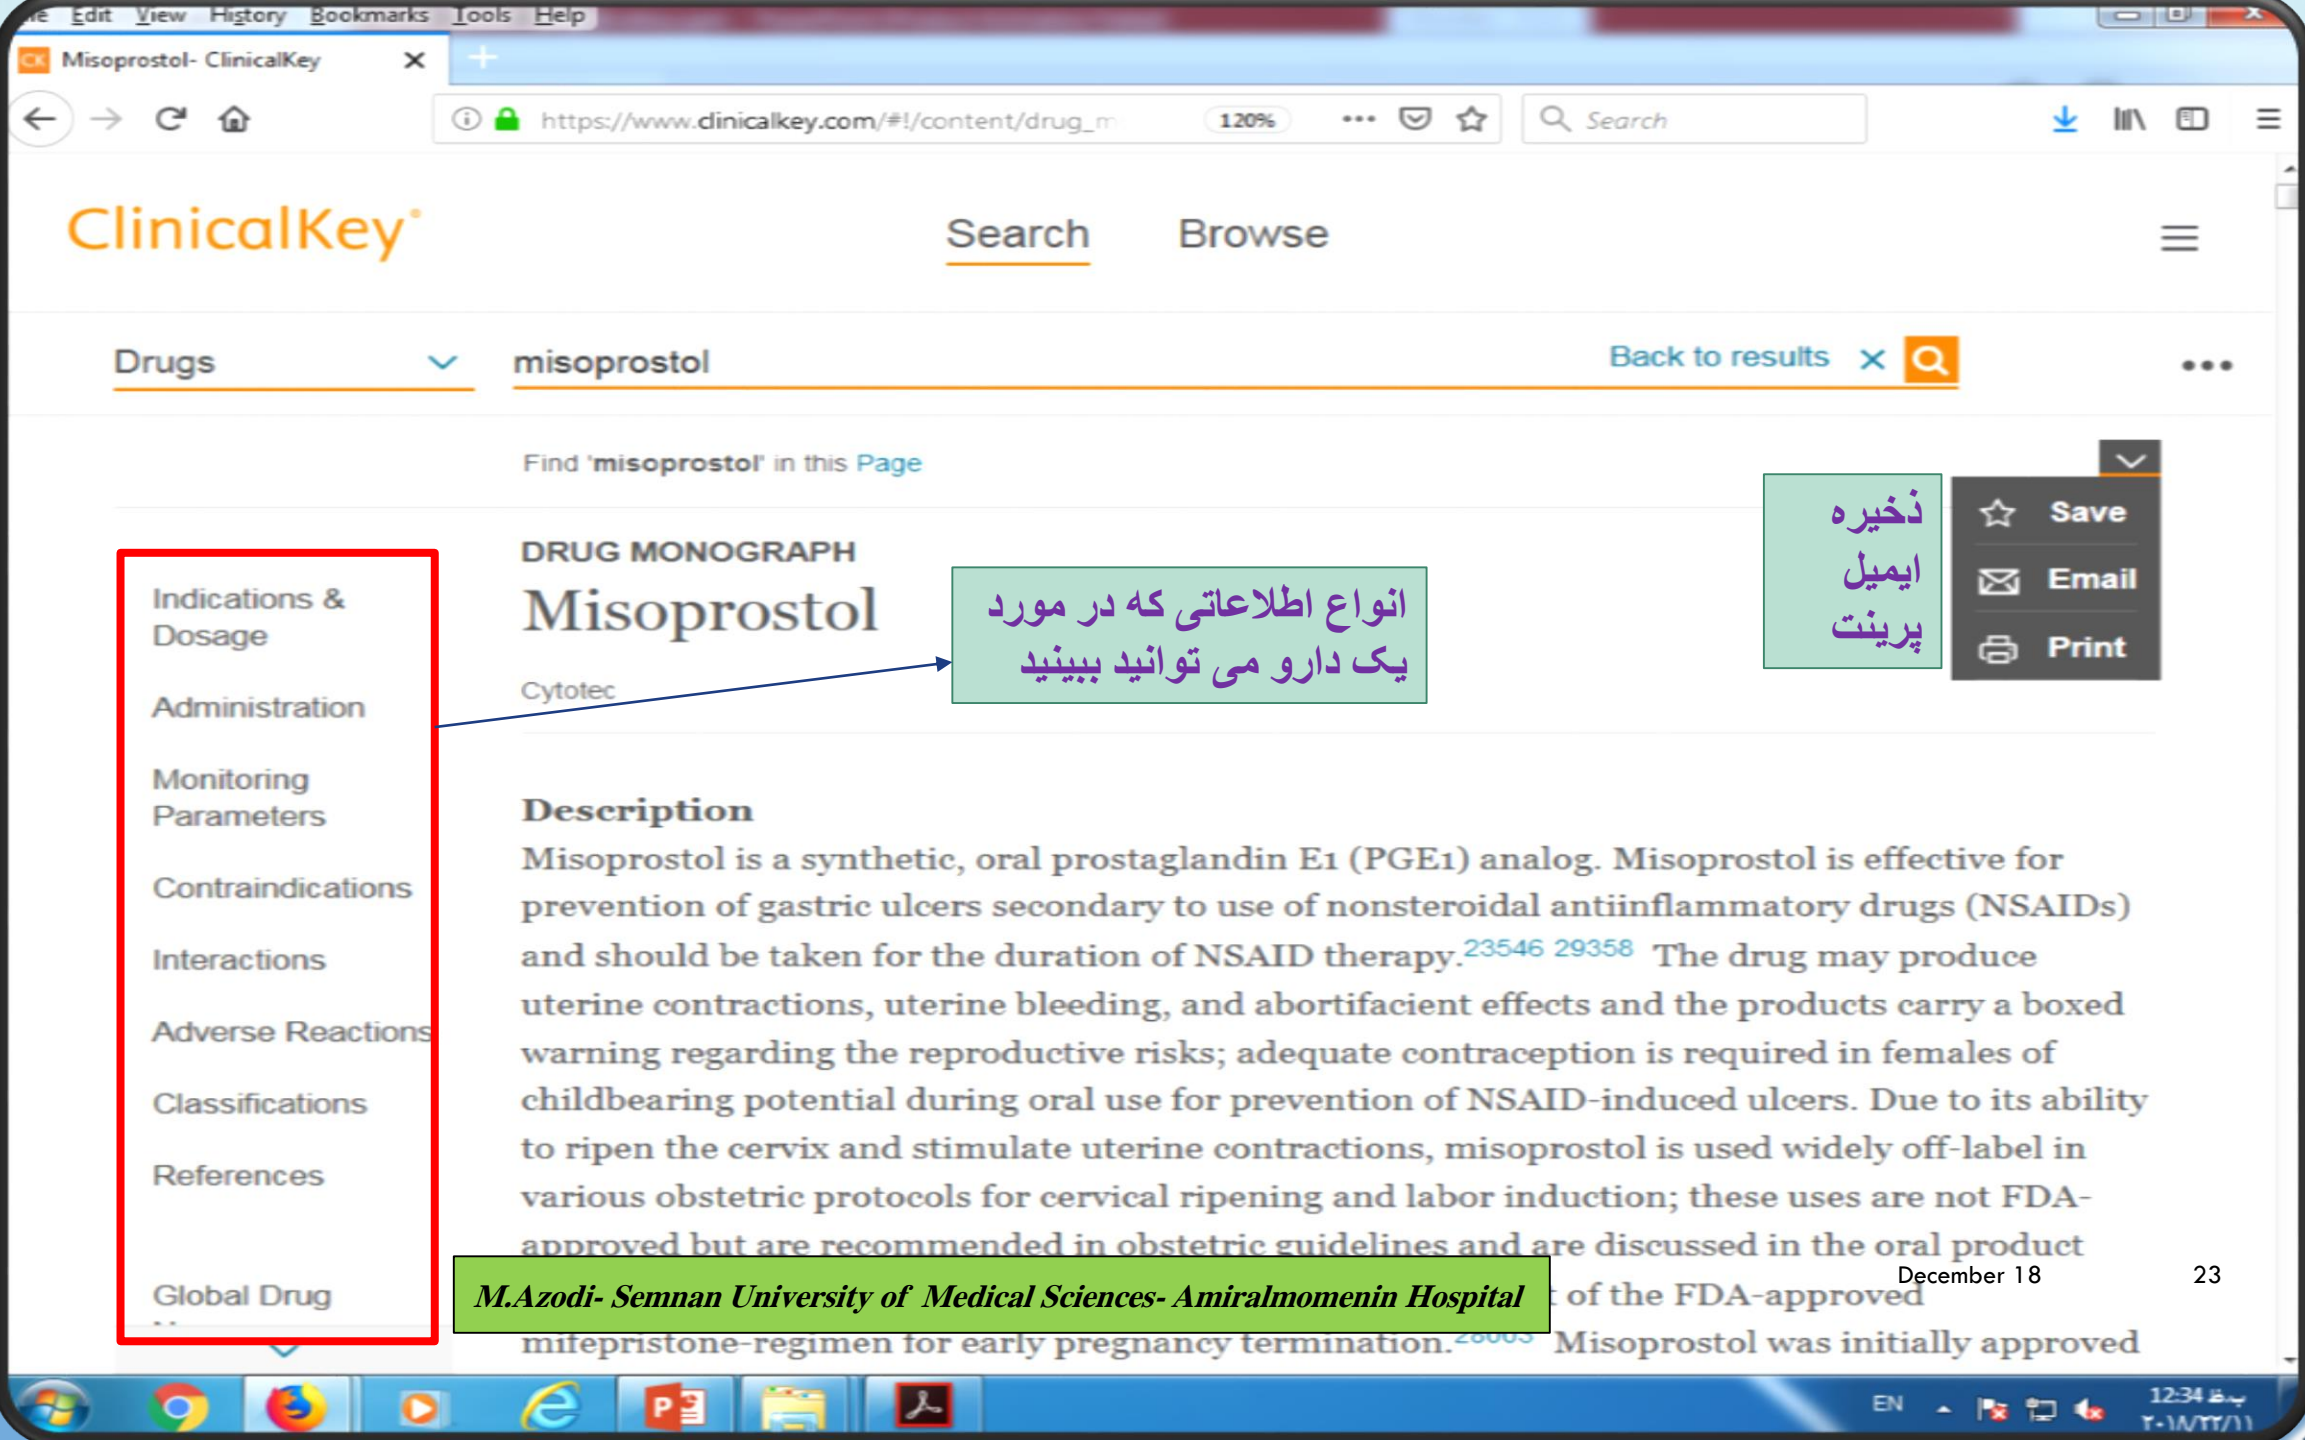 Edit View History Bookmarks Tools Help
CK Misoprostol- ClinicalKey
https://www.clinicalkey.com/#!/content/drug_m
120%
Search
ClinicalKey
Search
Browse
Drugs
misoprostol
Back to results
Find 'misoprostol' in this Page
Save
Email
Print
ذخیره
ایمیل
پرینت
DRUG MONOGRAPH
Misoprostol
Cytotec
انواع اطلاعاتی که در مورد
یک دارو می توانید ببینید
Indications &
Dosage
Administration
Monitoring
Parameters
Contraindications
Interactions
Adverse Reactions
Classifications
References
Global Drug
Description
Misoprostol is a synthetic, oral prostaglandin E1 (PGE1) analog. Misoprostol is effective for
prevention of gastric ulcers secondary to use of nonsteroidal antiinflammatory drugs (NSAIDs)
and should be taken for the duration of NSAID therapy.23546 29358 The drug may produce
uterine contractions, uterine bleeding, and abortifacient effects and the products carry a boxed
warning regarding the reproductive risks; adequate contraception is required in females of
childbearing potential during oral use for prevention of NSAID-induced ulcers. Due to its ability
to ripen the cervix and stimulate uterine contractions, misoprostol is used widely off-label in
various obstetric protocols for cervical ripening and labor induction; these uses are not FDA-
approved but are recommended in obstetric guidelines and are discussed in the oral product
of the FDA-approved
mifepristone-regimen for early pregnancy termination.28003 Misoprostol was initially approved
M.Azodi- Semnan University of Medical Sciences- Amiralmomenin Hospital
December 18
23
EN
12:34 ب.ظ
۲۰۱۸/۲۲/۱۱